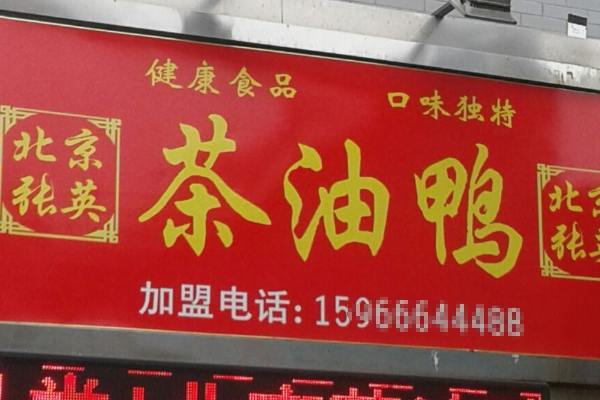 健康食品
口味独特
北京
张英
茶油鸭
北京
张英
加盟电话: